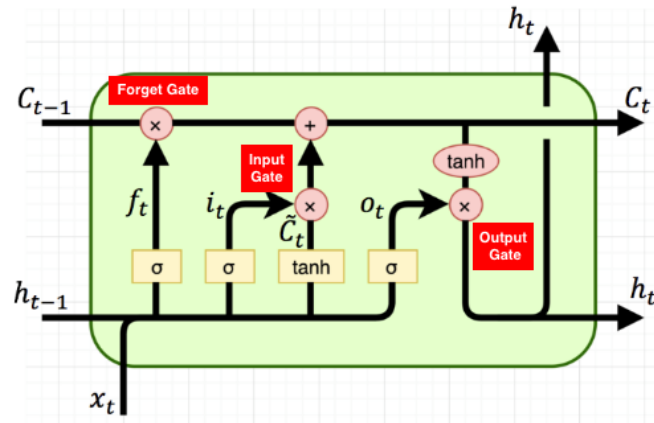 h_t
Forget Gate
C_{t-1}
C_t
×
+
tanh
Input
Gate
f_t
i_t
×
o_t
×
C̃_t
Output
Gate
σ
σ
tanh
σ
h_{t-1}
h_t
x_t